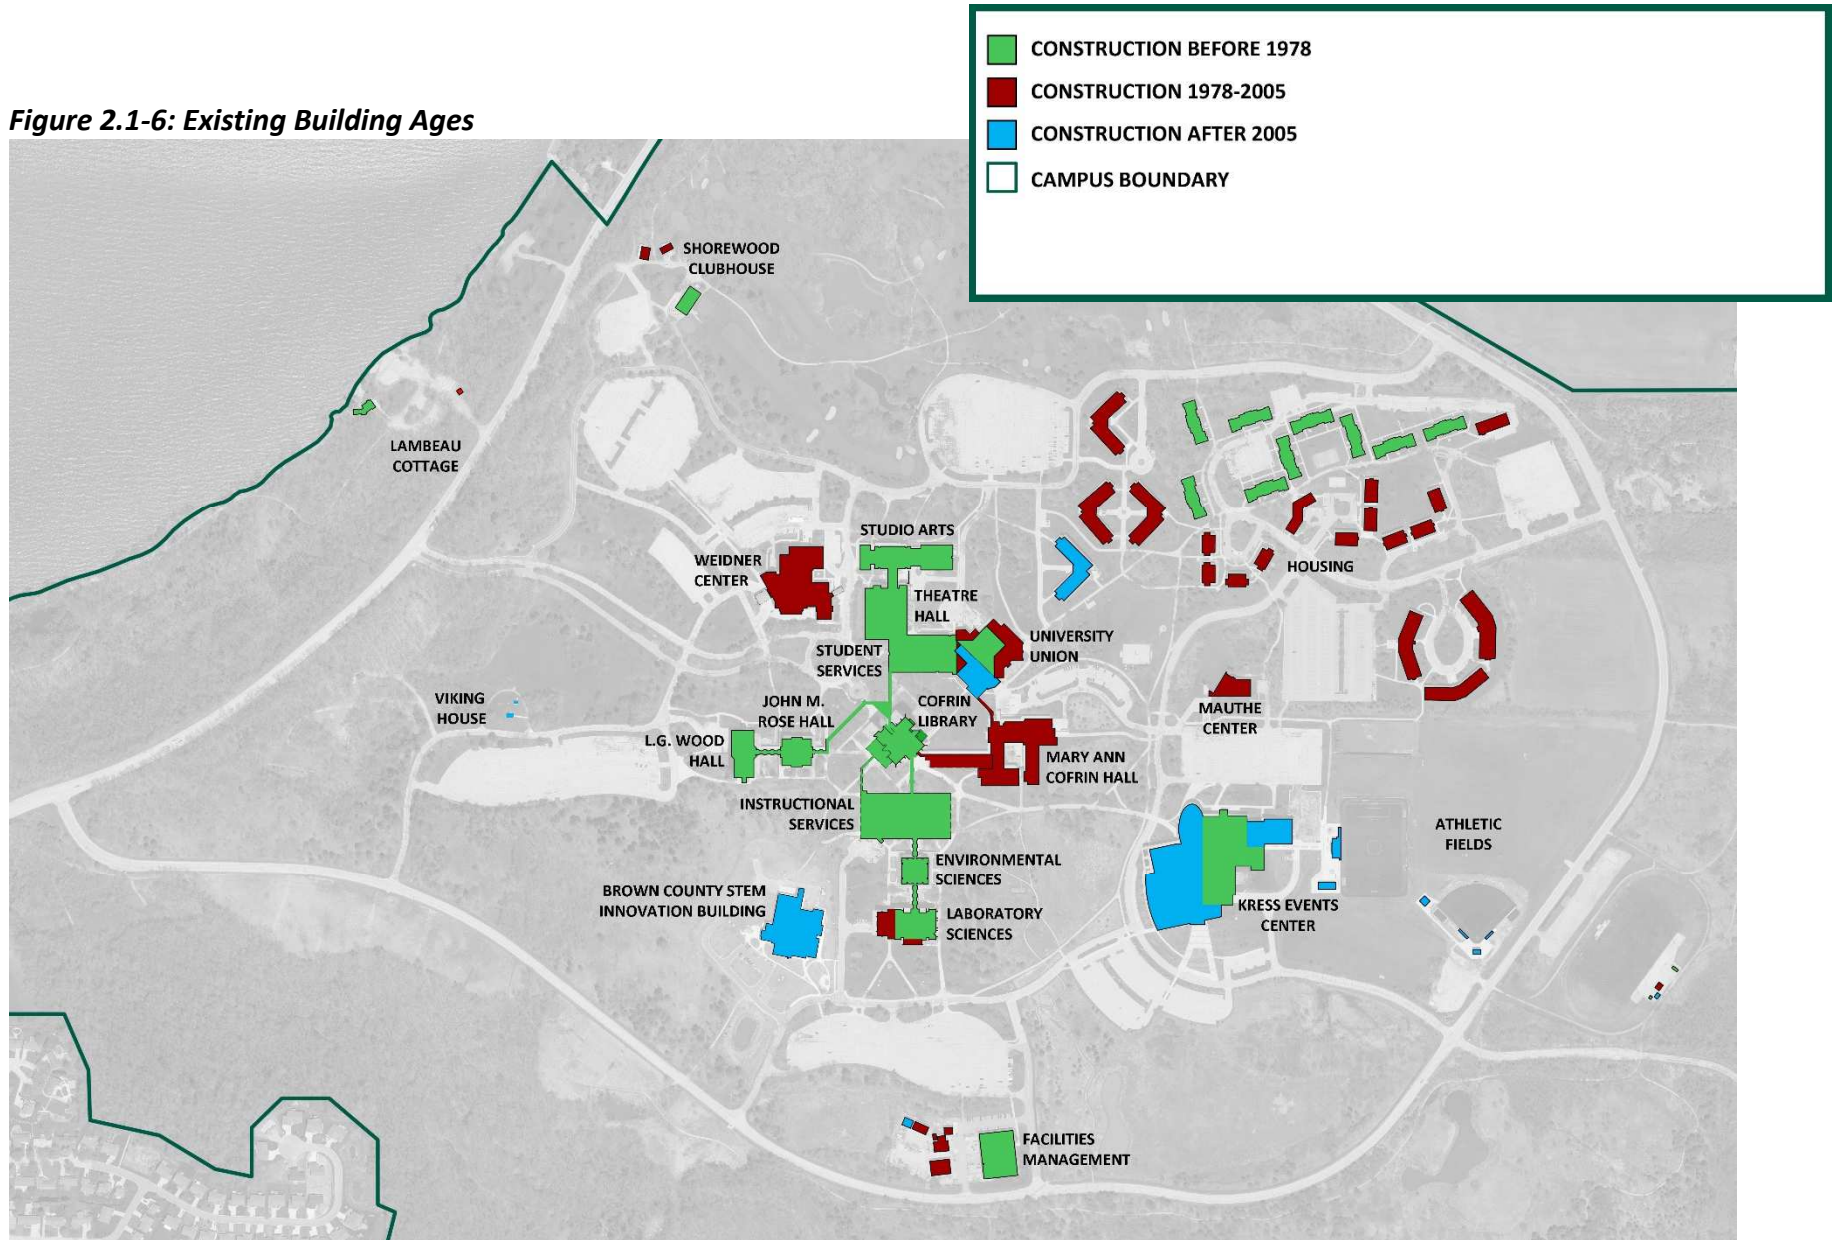 CONSTRUCTION BEFORE 1978
CONSTRUCTION 1978-2005
CONSTRUCTION AFTER 2005
CAMPUS BOUNDARY
Figure 2.1-6: Existing Building Ages
SHOREWOOD
CLUBHOUSE
LAMBEAU
COTTAGE
STUDIO ARTS
WEIDNER
CENTER
THEATRE
HALL
HOUSING
UNIVERSITY
UNION
STUDENT
SERVICES
VIKING
HOUSE
JOHN M.
ROSE HALL
COFRIN
LIBRARY
MAUTHE
CENTER
L.G. WOOD
HALL
MARY ANN
COFRIN HALL
INSTRUCTIONAL
SERVICES
ATHLETIC
FIELDS
ENVIRONMENTAL
SCIENCES
BROWN COUNTY STEM
INNOVATION BUILDING
LABORATORY
SCIENCES
KRESS EVENTS
CENTER
FACILITIES
MANAGEMENT